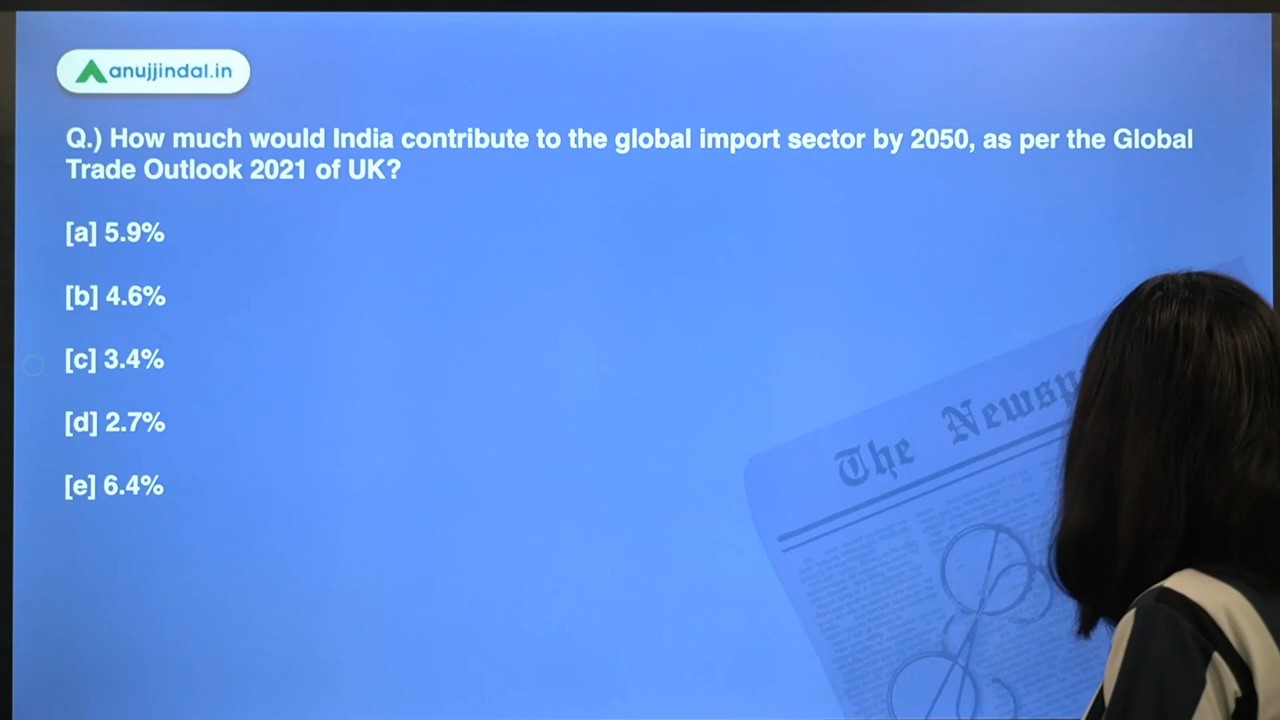 anujjindal.in
Q.) How much would India contribute to the global import sector by 2050, as per the Global
Trade Outlook 2021 of UK?
[a] 5.9%
[b] 4.6%
[c] 3.4%
[d] 2.7%
[e] 6.4%
The